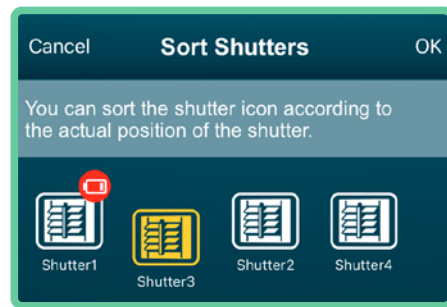 Cancel Sort Shutters OK
You can sort the shutter icon according to
the actual position of the shutter.
Shutter1 Shutter3 Shutter2 Shutter4